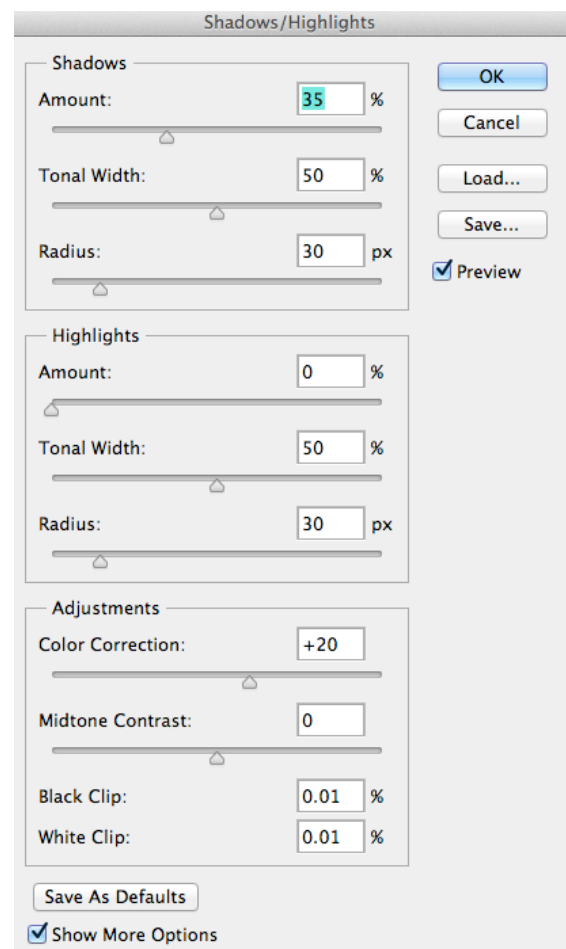 Shadows/Highlights
Shadows
Amount: 35 %
Tonal Width: 50 %
Radius: 30 px
Highlights
Amount: 0 %
Tonal Width: 50 %
Radius: 30 px
Adjustments
Color Correction: +20
Midtone Contrast: 0
Black Clip: 0.01 %
White Clip: 0.01 %
Save As Defaults
Show More Options
OK
Cancel
Load...
Save...
Preview